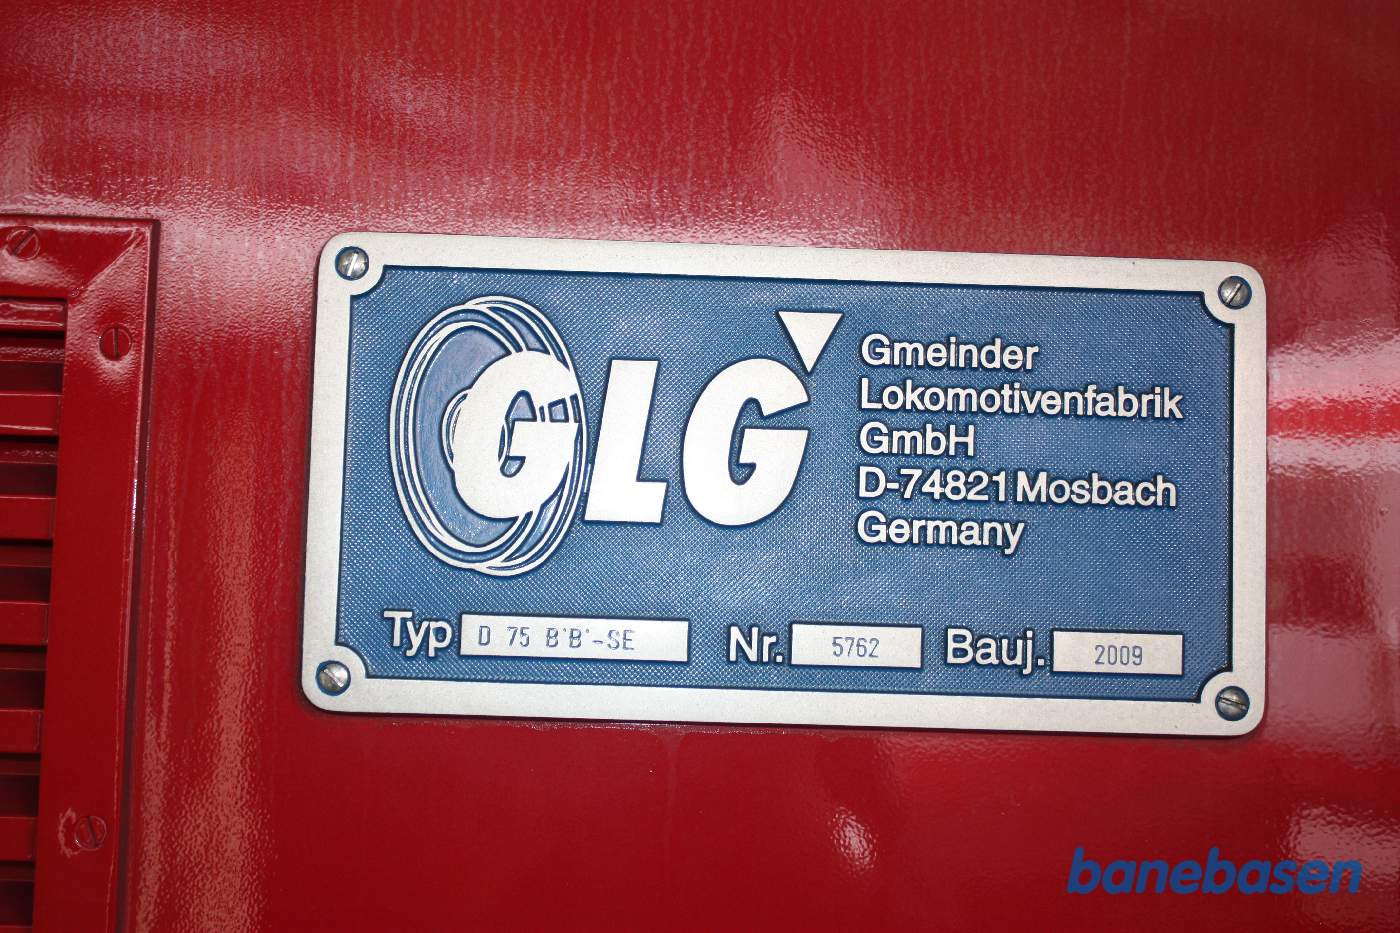 GLG
Gmeinder
Lokomotivenfabrik
GmbH
D-74821 Mosbach
Germany
Typ D 75 B'B'-SE Nr. 5762 Bauj. 2009
banebasen